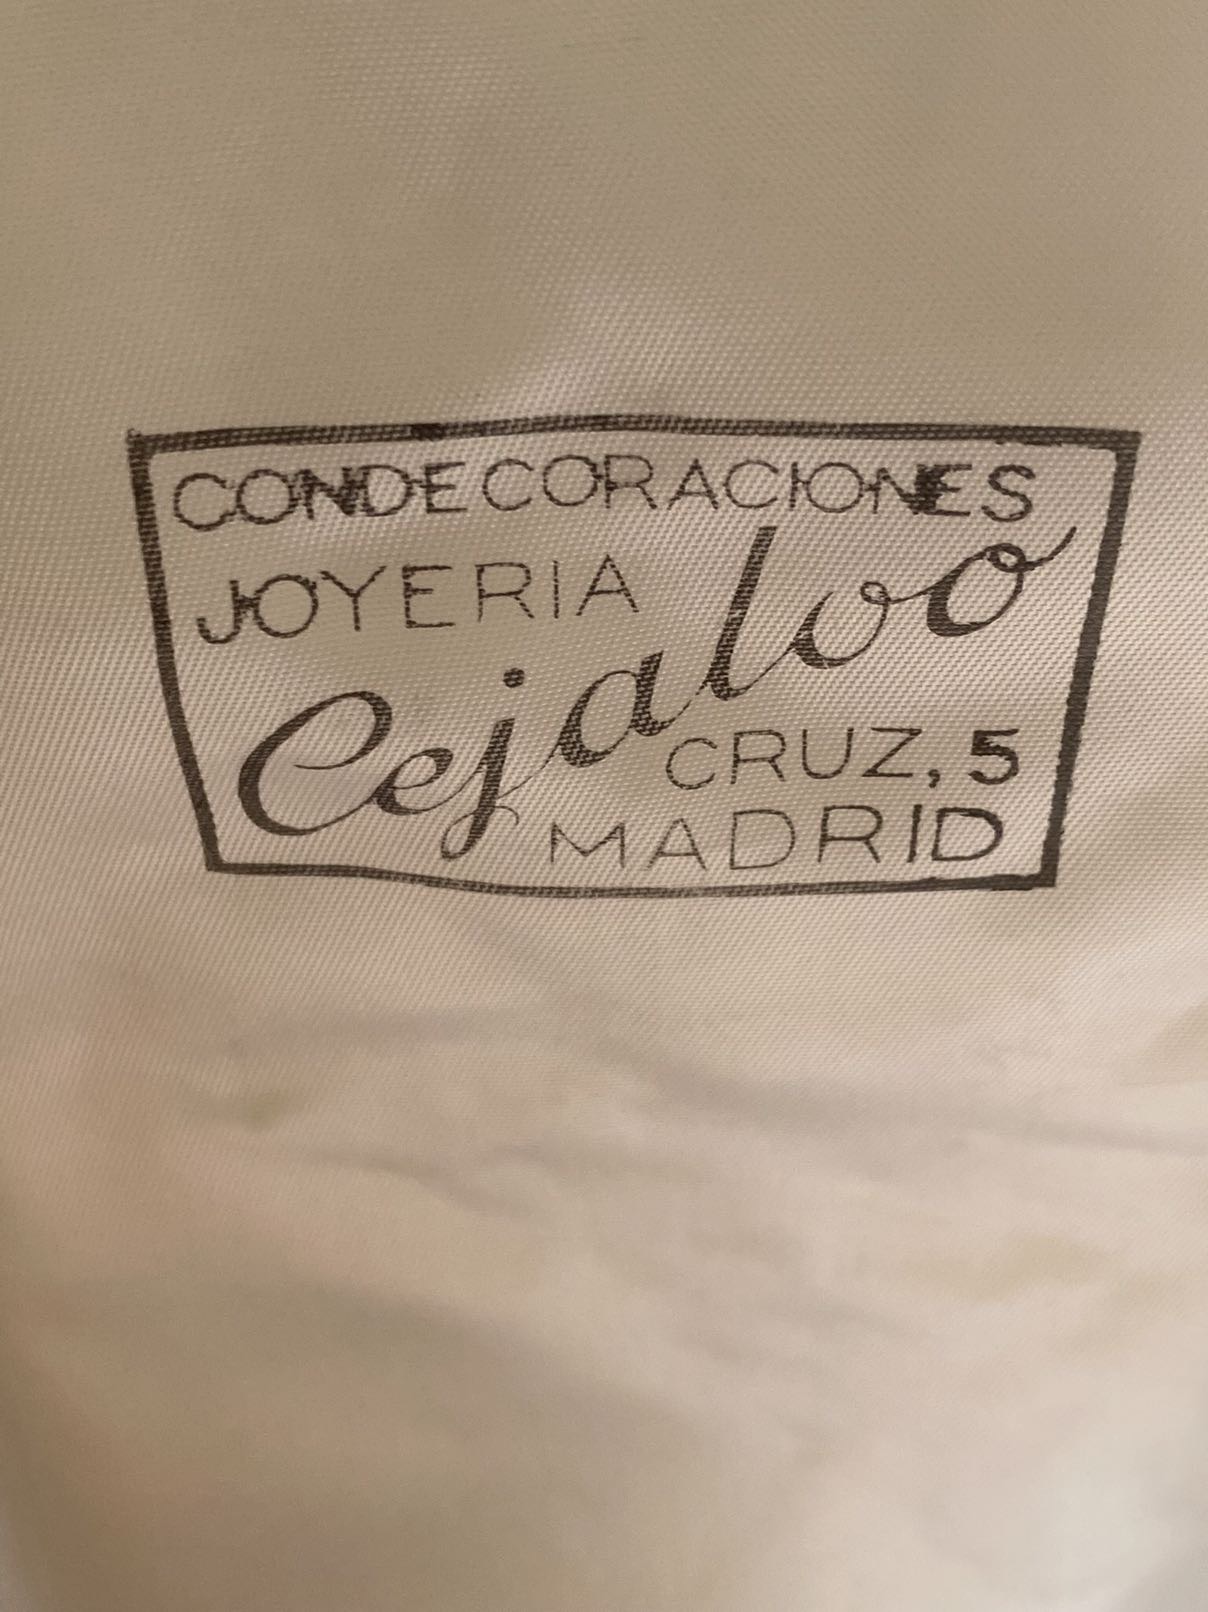 CONDECORACIONES
JOYERIA
Cejalvo
CRUZ, 5
MADRID